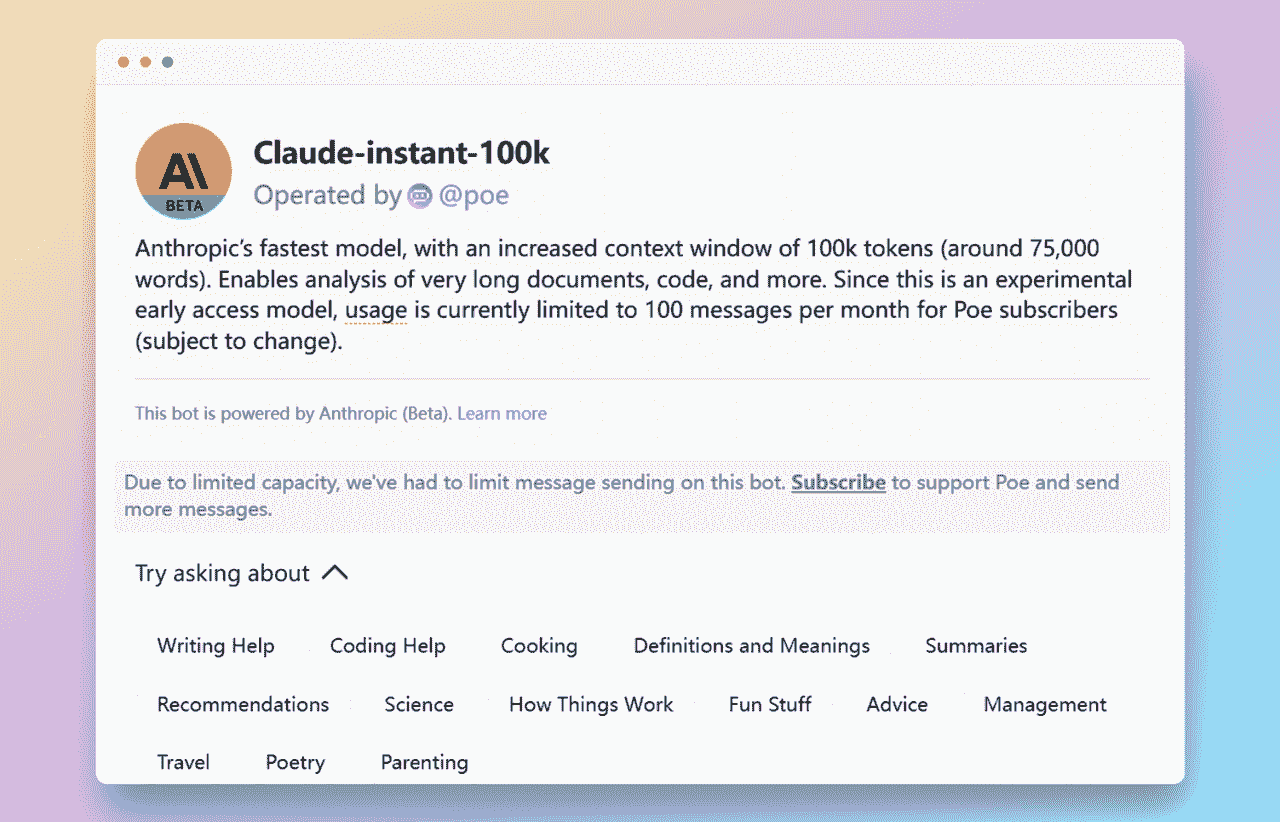 AI
BETA
Claude-instant-100k
Operated by @poe
Anthropic’s fastest model, with an increased context window of 100k tokens (around 75,000
words). Enables analysis of very long documents, code, and more. Since this is an experimental
early access model, usage is currently limited to 100 messages per month for Poe subscribers
(subject to change).
This bot is powered by Anthropic (Beta). Learn more
Due to limited capacity, we've had to limit message sending on this bot. Subscribe to support Poe and send
more messages.
Try asking about
Writing Help Coding Help Cooking Definitions and Meanings Summaries
Recommendations Science How Things Work Fun Stuff Advice Management
Travel Poetry Parenting